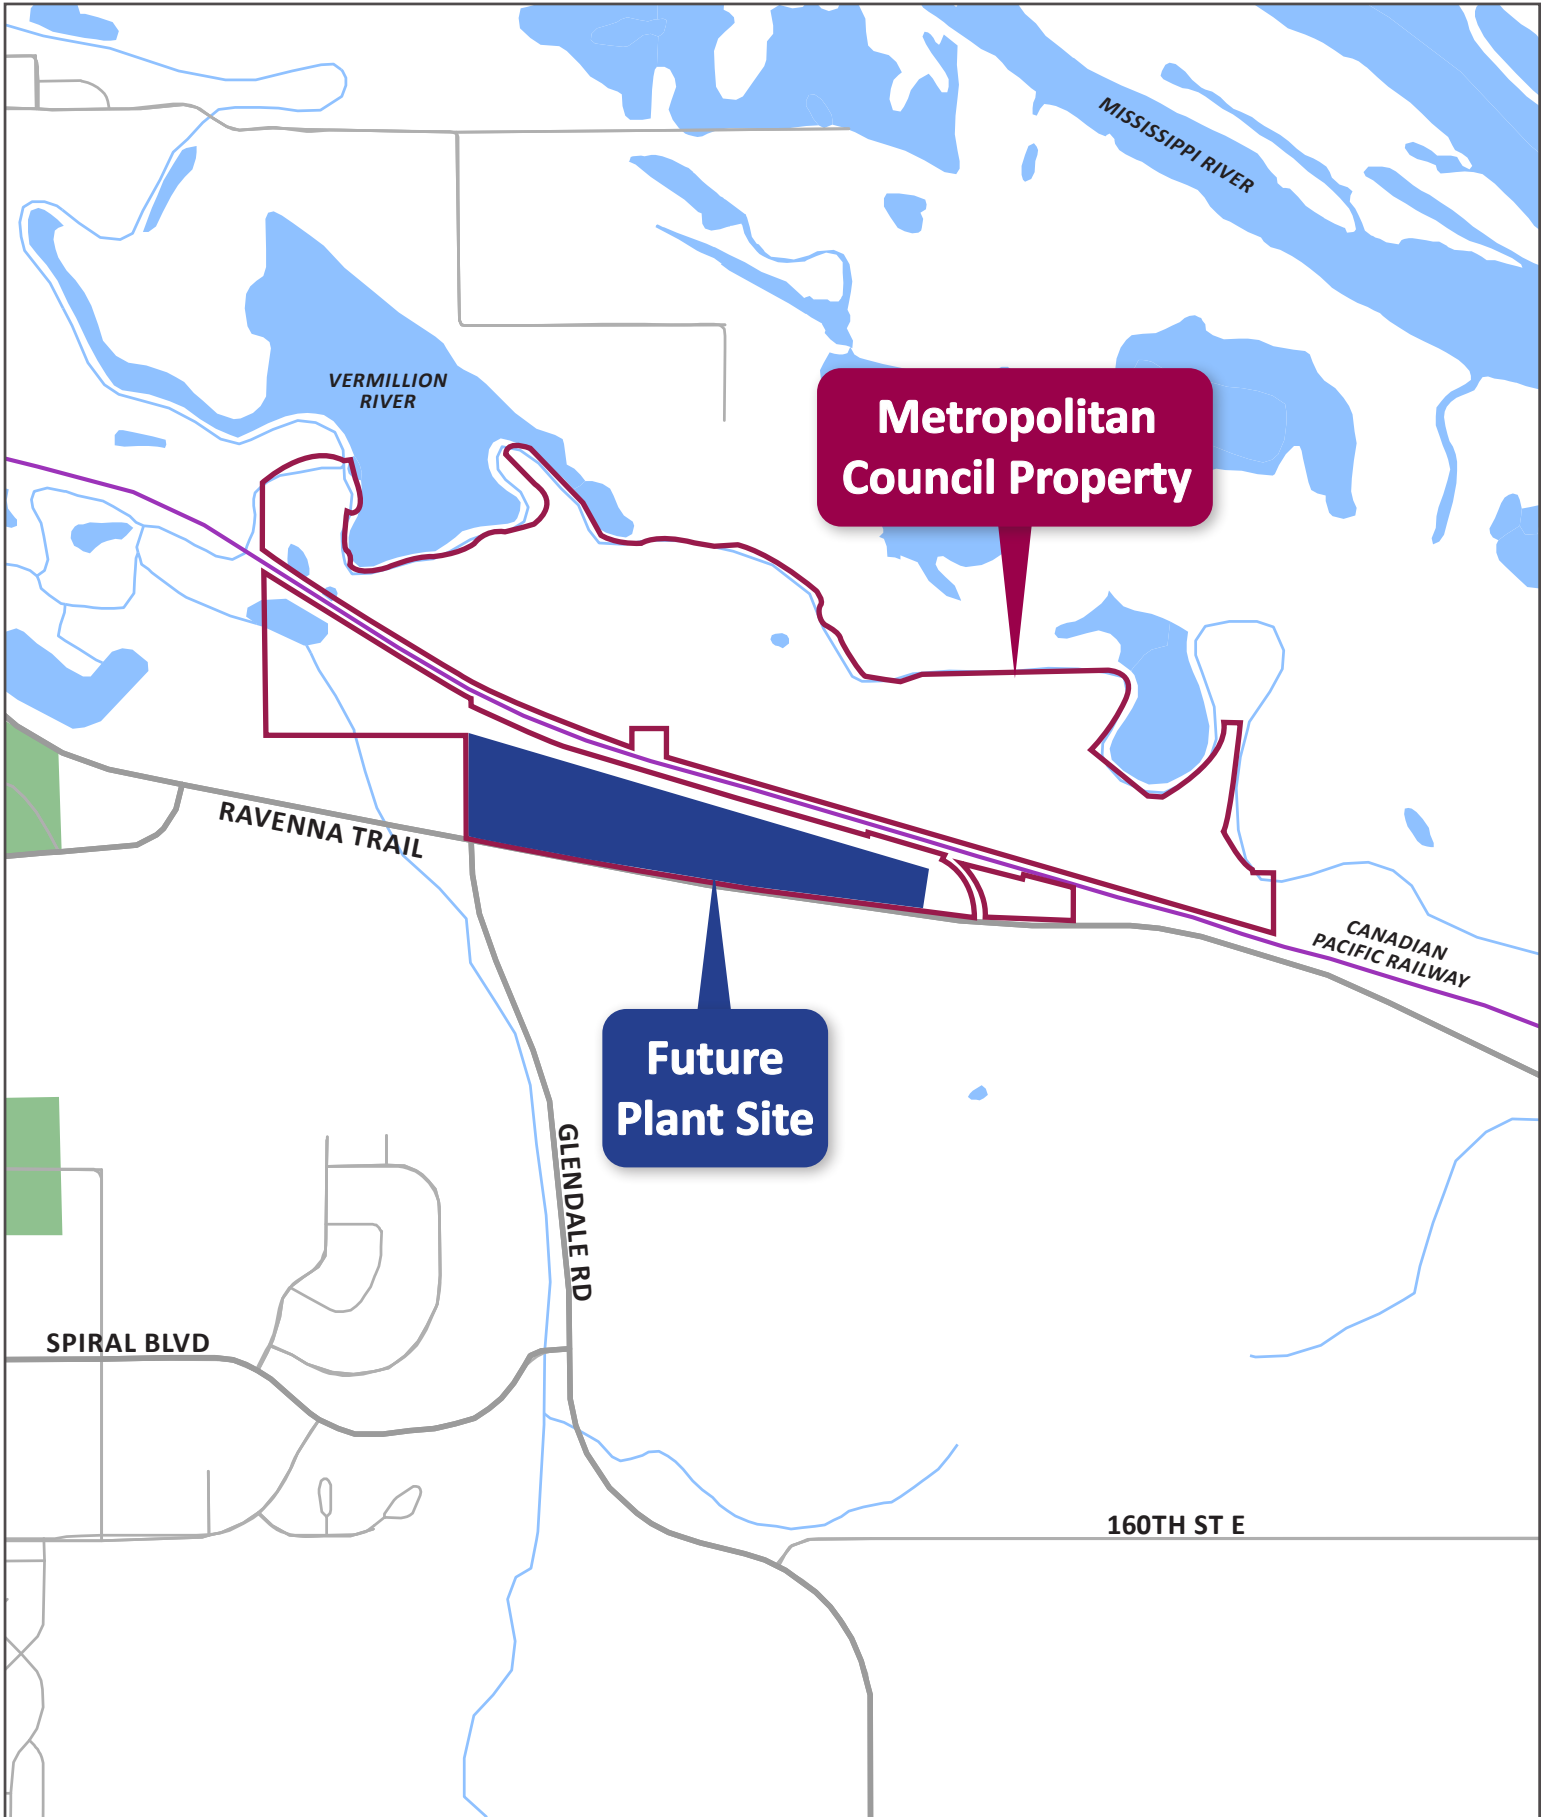 MISSISSIPPI RIVER
VERMILLION
RIVER
Metropolitan
Council Property
RAVENNA TRAIL
CANADIAN
PACIFIC RAILWAY
Future
Plant Site
GLENDALE RD
SPIRAL BLVD
160TH ST E